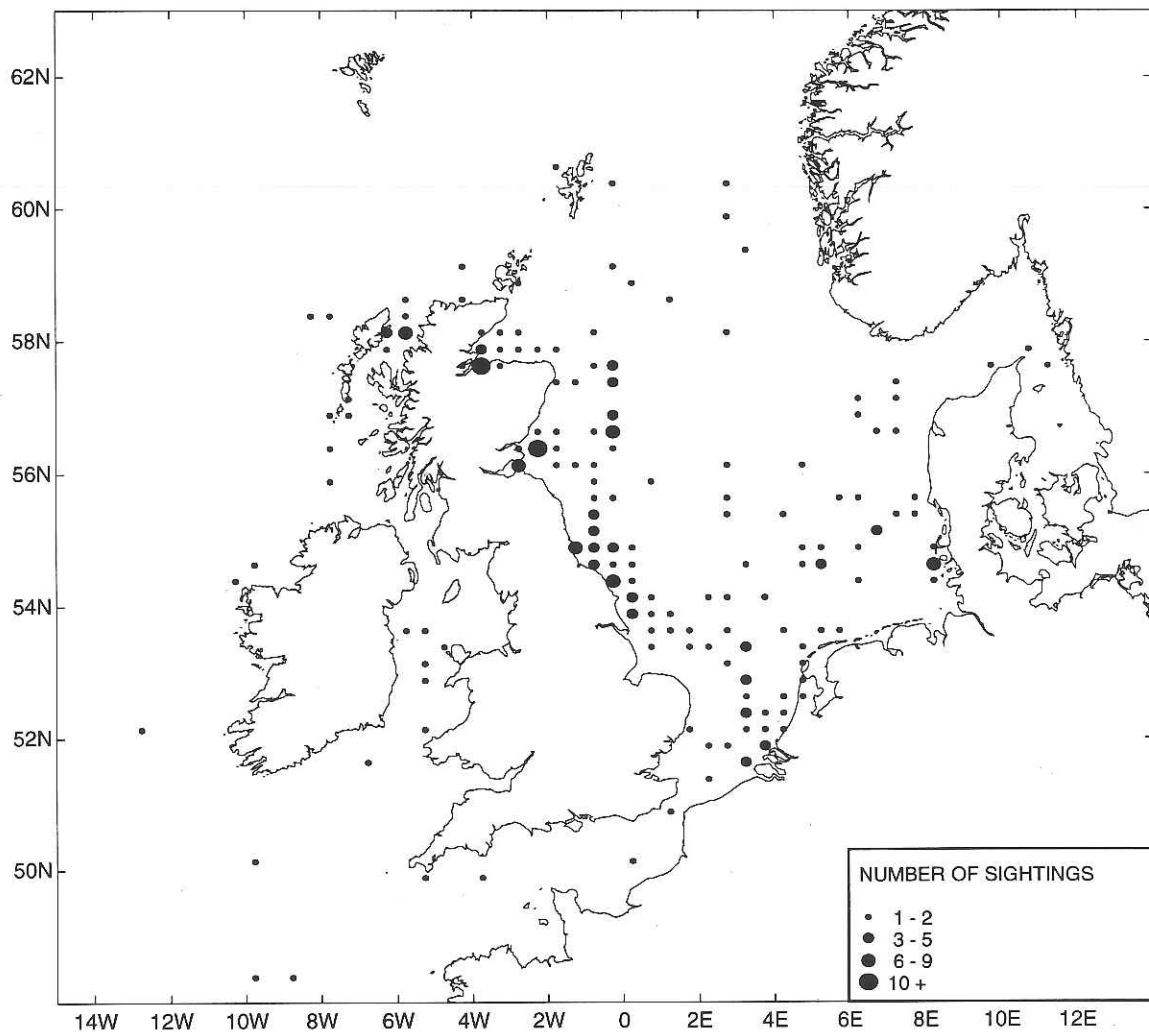 62N
60N
58N
56N
54N
52N
50N
NUMBER OF SIGHTINGS
1 - 2
3 - 5
6 - 9
10 +
14W 12W 10W 8W 6W 4W 2W 0 2E 4E 6E 8E 10E 12E